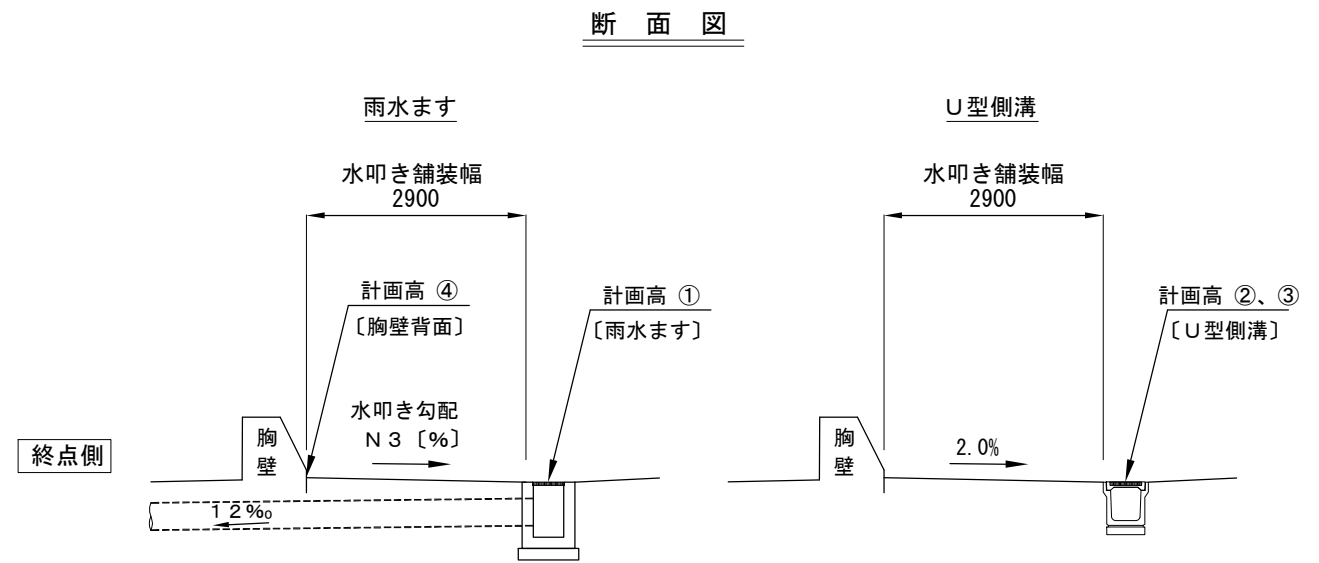 断 面 図
雨水ます
水叩き舗装幅
2900
計画高 ④
〔胸壁背面〕
計画高 ①
〔雨水ます〕
水叩き勾配
N3〔%〕
胸
壁
終点側
12‰
U型側溝
水叩き舗装幅
2900
計画高 ②、③
〔U型側溝〕
胸
壁
2.0%